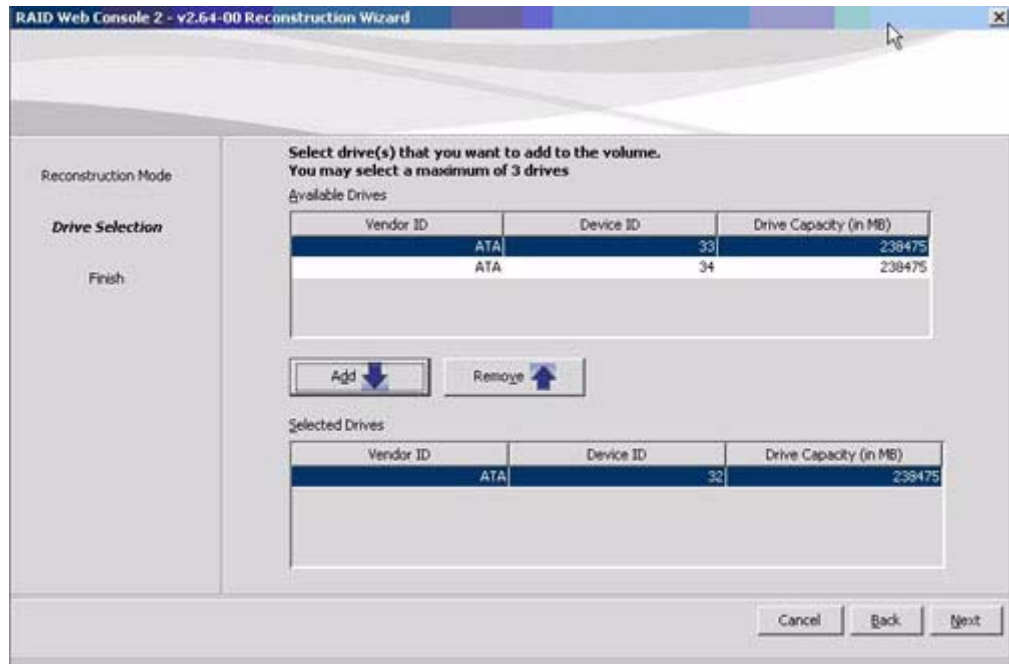 RAID Web Console 2 - v2.64-00 Reconstruction Wizard
Reconstruction Mode
Drive Selection
Finish
Select drive(s) that you want to add to the volume.
You may select a maximum of 3 drives
Available Drives
Vendor ID Device ID Drive Capacity (in MB)
ATA 33 238475
ATA 34 238475
Add Remove
Selected Drives
Vendor ID Device ID Drive Capacity (in MB)
ATA 32 238475
Cancel Back Next